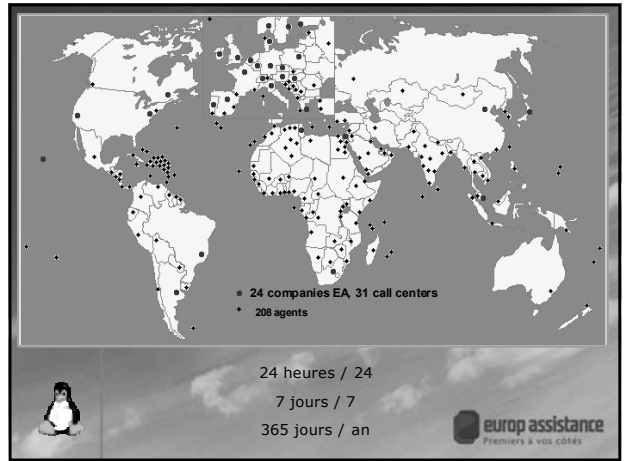 24 companies EA, 31 call centers
208 agents
24 heures / 24
7 jours / 7
365 jours / an
europ assistance
Premiers à vos côtés